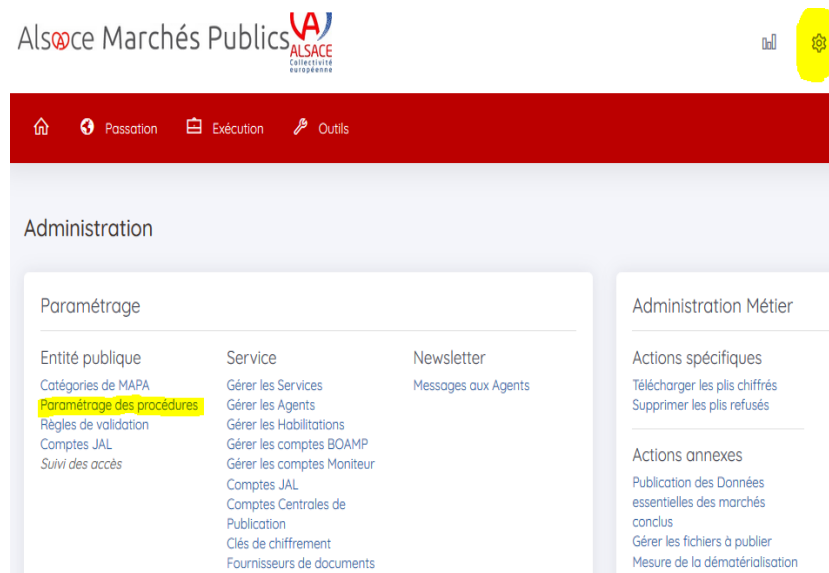 Alsace Marchés Publics
ALSACE
Collectivité
européenne
Passation
Exécution
Outils
Administration
Paramétrage
Entité publique
Catégories de MAPA
Paramétrage des procédures
Règles de validation
Comptes JAL
Suivi des accès
Service
Gérer les Services
Gérer les Agents
Gérer les Habilitations
Gérer les comptes BOAMP
Gérer les comptes Moniteur
Comptes JAL
Comptes Centrales de
Publication
Clés de chiffrement
Fournisseurs de documents
Newsletter
Messages aux Agents
Administration Métier
Actions spécifiques
Télécharger les plis chiffrés
Supprimer les plis refusés
Actions annexes
Publication des Données
essentielles des marchés
conclus
Gérer les fichiers à publier
Mesure de la dématérialisation